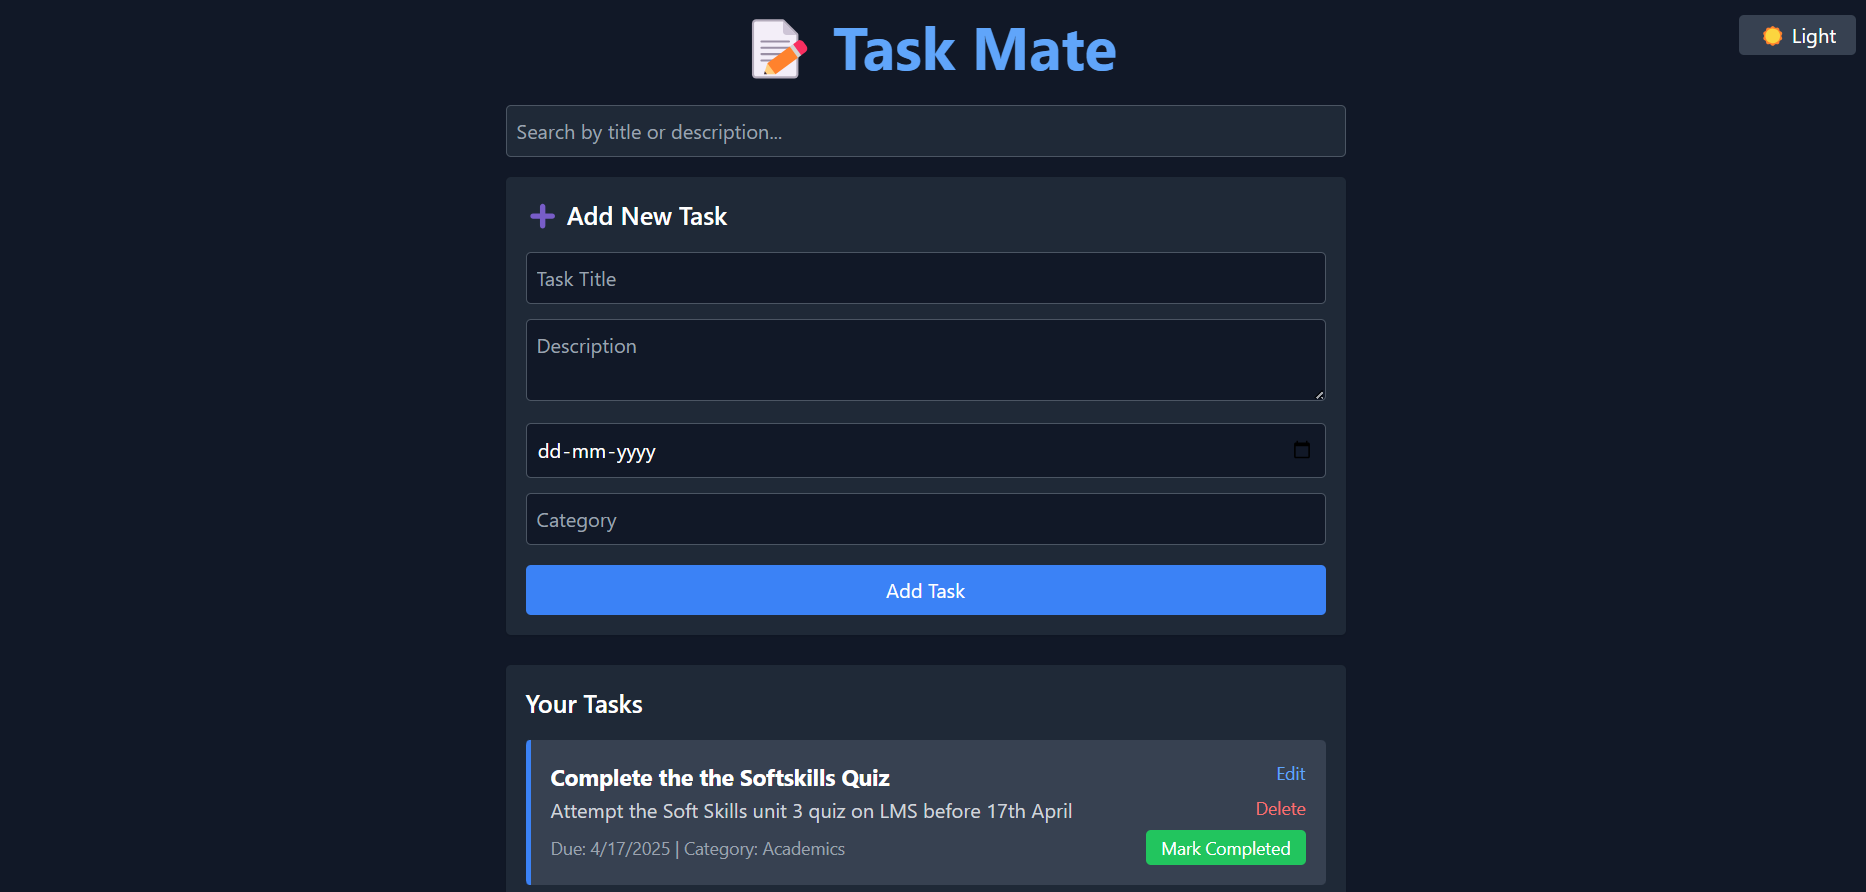 Task Mate
Light
Search by title or description...
Add New Task
Task Title
Description
dd-mm-yyyy
Category
Add Task
Your Tasks
Complete the the Softskills Quiz
Edit
Attempt the Soft Skills unit 3 quiz on LMS before 17th April
Delete
Due: 4/17/2025 | Category: Academics
Mark Completed